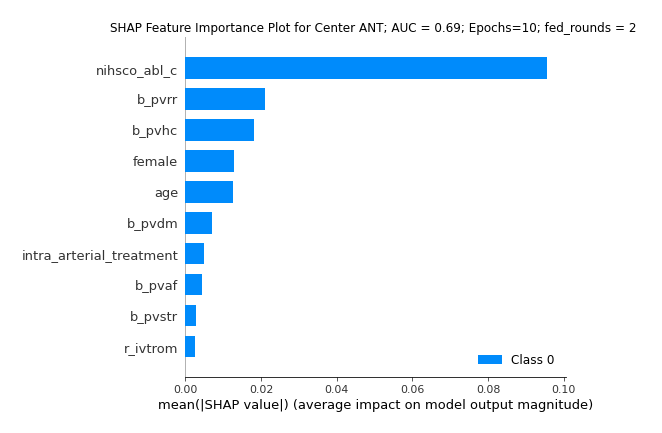 SHAP Feature Importance Plot for Center ANT; AUC = 0.69; Epochs=10; fed_rounds = 2
nihsco_abl_c
b_pvrr
b_pvhc
female
age
b_pvdm
intra_arterial_treatment
b_pvaf
b_pvstr
r_ivtrom
Class 0
0.00 0.02 0.04 0.06 0.08 0.10
mean(|SHAP value|) (average impact on model output magnitude)